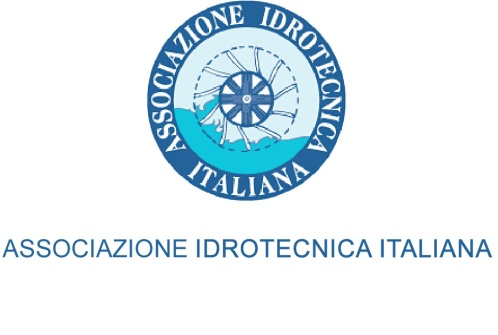 ASSOCIAZIONE IDROTECNICA
ITALIANA
ASSOCIAZIONE IDROTECNICA ITALIANA